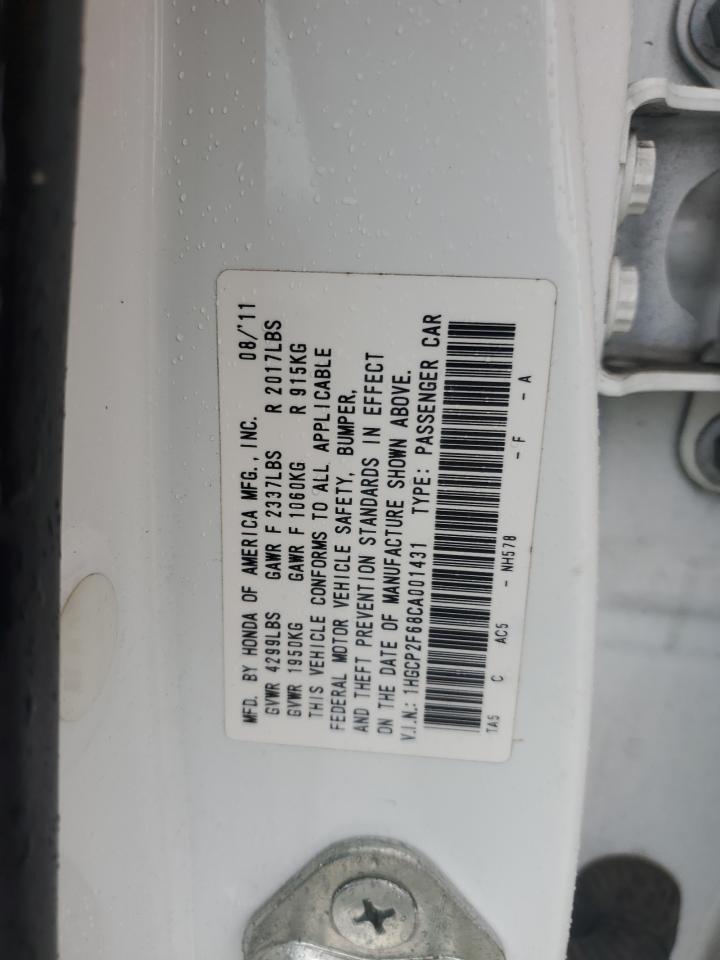 MFD. BY HONDA OF AMERICA MFG., INC. 08/'11
GVWR 4299LBS GAWR F 2337LBS R 2017LBS
GVWR 1950KG GAWR F 1060KG R 915KG
THIS VEHICLE CONFORMS TO ALL APPLICABLE
FEDERAL MOTOR VEHICLE SAFETY, BUMPER,
AND THEFT PREVENTION STANDARDS IN EFFECT
ON THE DATE OF MANUFACTURE SHOWN ABOVE.
V.I.N.: 1HGCP2F68CA001431 TYPE: PASSENGER CAR
TA5 C AC5 - NH578 - F - A